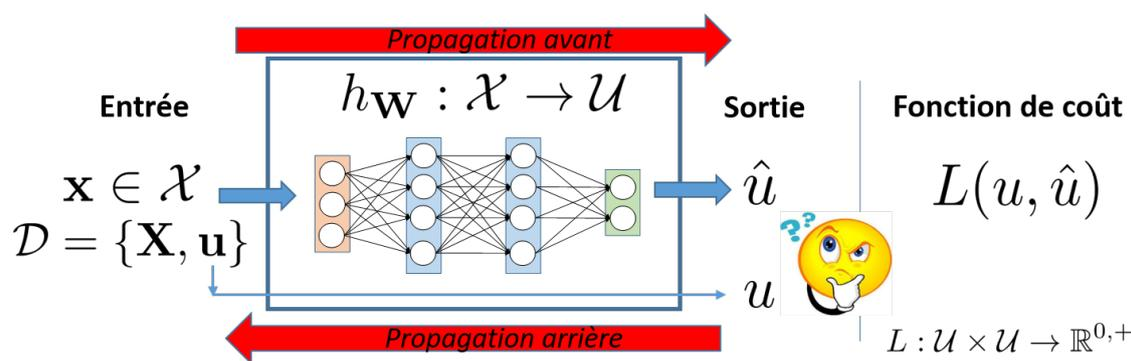 Propagation avant
h_W : 𝒳 → 𝒰
Entrée
Sortie
Fonction de coût
x ∈ 𝒳
𝒟 = {X, u}
û
L(u, û)
??
u
Propagation arrière
L : 𝒰 × 𝒰 → ℝ^{0,+}